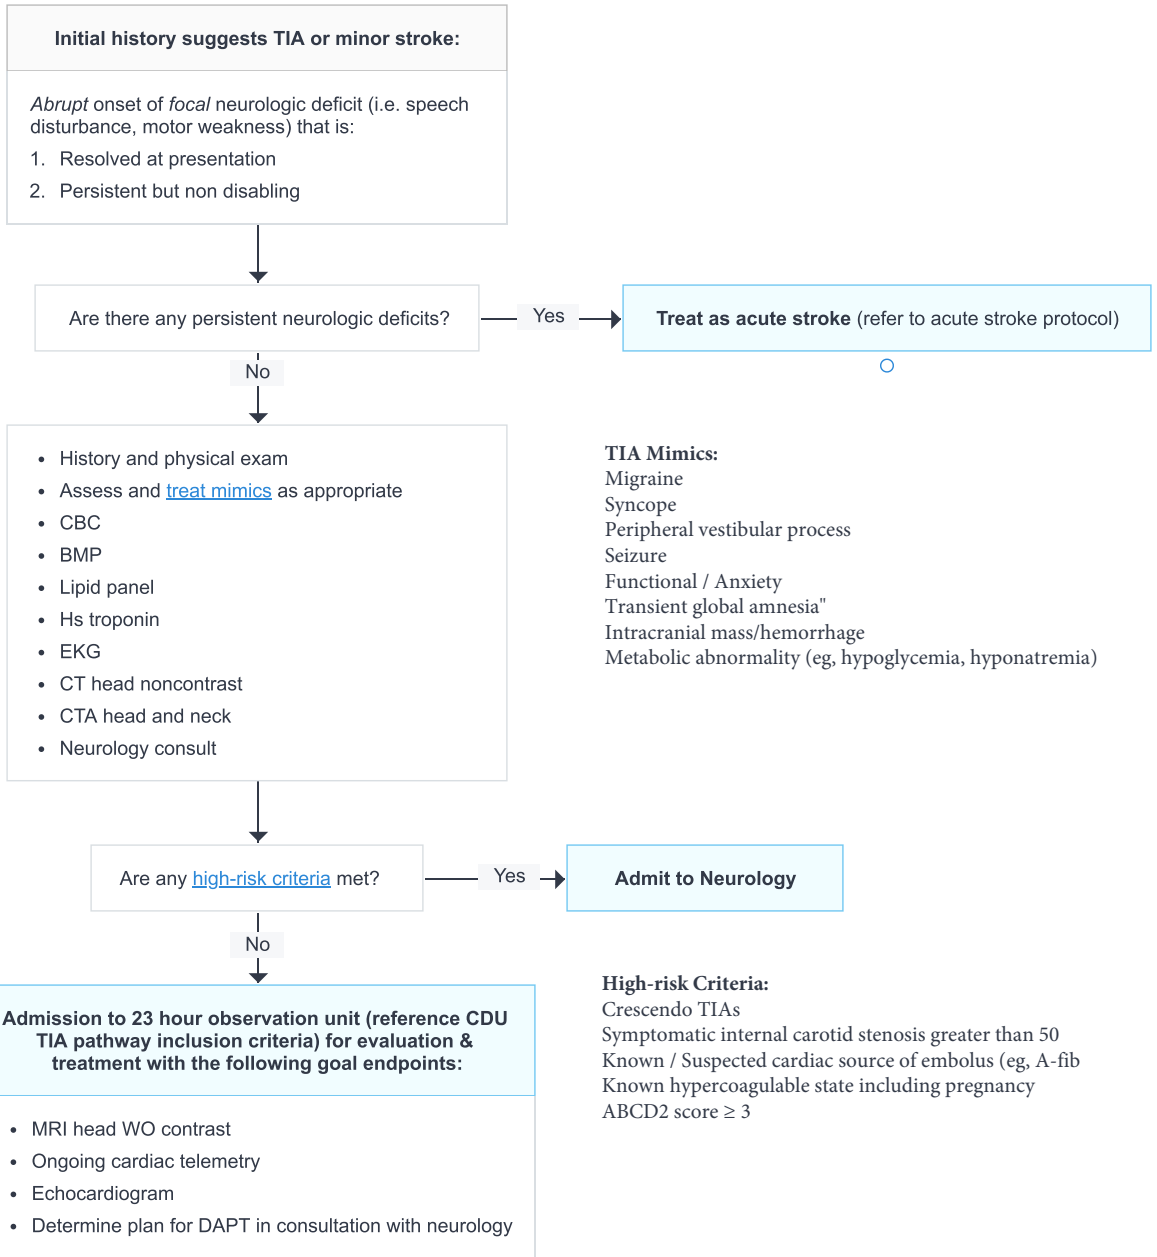 Initial history suggests TIA or minor stroke:
Abrupt onset of focal neurologic deficit (i.e. speech
disturbance, motor weakness) that is:
1. Resolved at presentation
2. Persistent but non disabling
Are there any persistent neurologic deficits?
Yes
Treat as acute stroke (refer to acute stroke protocol)
No
• History and physical exam
• Assess and treat mimics as appropriate
• CBC
• BMP
• Lipid panel
• Hs troponin
• EKG
• CT head noncontrast
• CTA head and neck
• Neurology consult
TIA Mimics:
Migraine
Syncope
Peripheral vestibular process
Seizure
Functional / Anxiety
Transient global amnesia"
Intracranial mass/hemorrhage
Metabolic abnormality (eg, hypoglycemia, hyponatremia)
Are any high-risk criteria met?
Yes
Admit to Neurology
No
Admission to 23 hour observation unit (reference CDU
TIA pathway inclusion criteria) for evaluation &
treatment with the following goal endpoints:
• MRI head WO contrast
• Ongoing cardiac telemetry
• Echocardiogram
• Determine plan for DAPT in consultation with neurology
High-risk Criteria:
Crescendo TIAs
Symptomatic internal carotid stenosis greater than 50
Known / Suspected cardiac source of embolus (eg, A-fib
Known hypercoagulable state including pregnancy
ABCD2 score ≥ 3